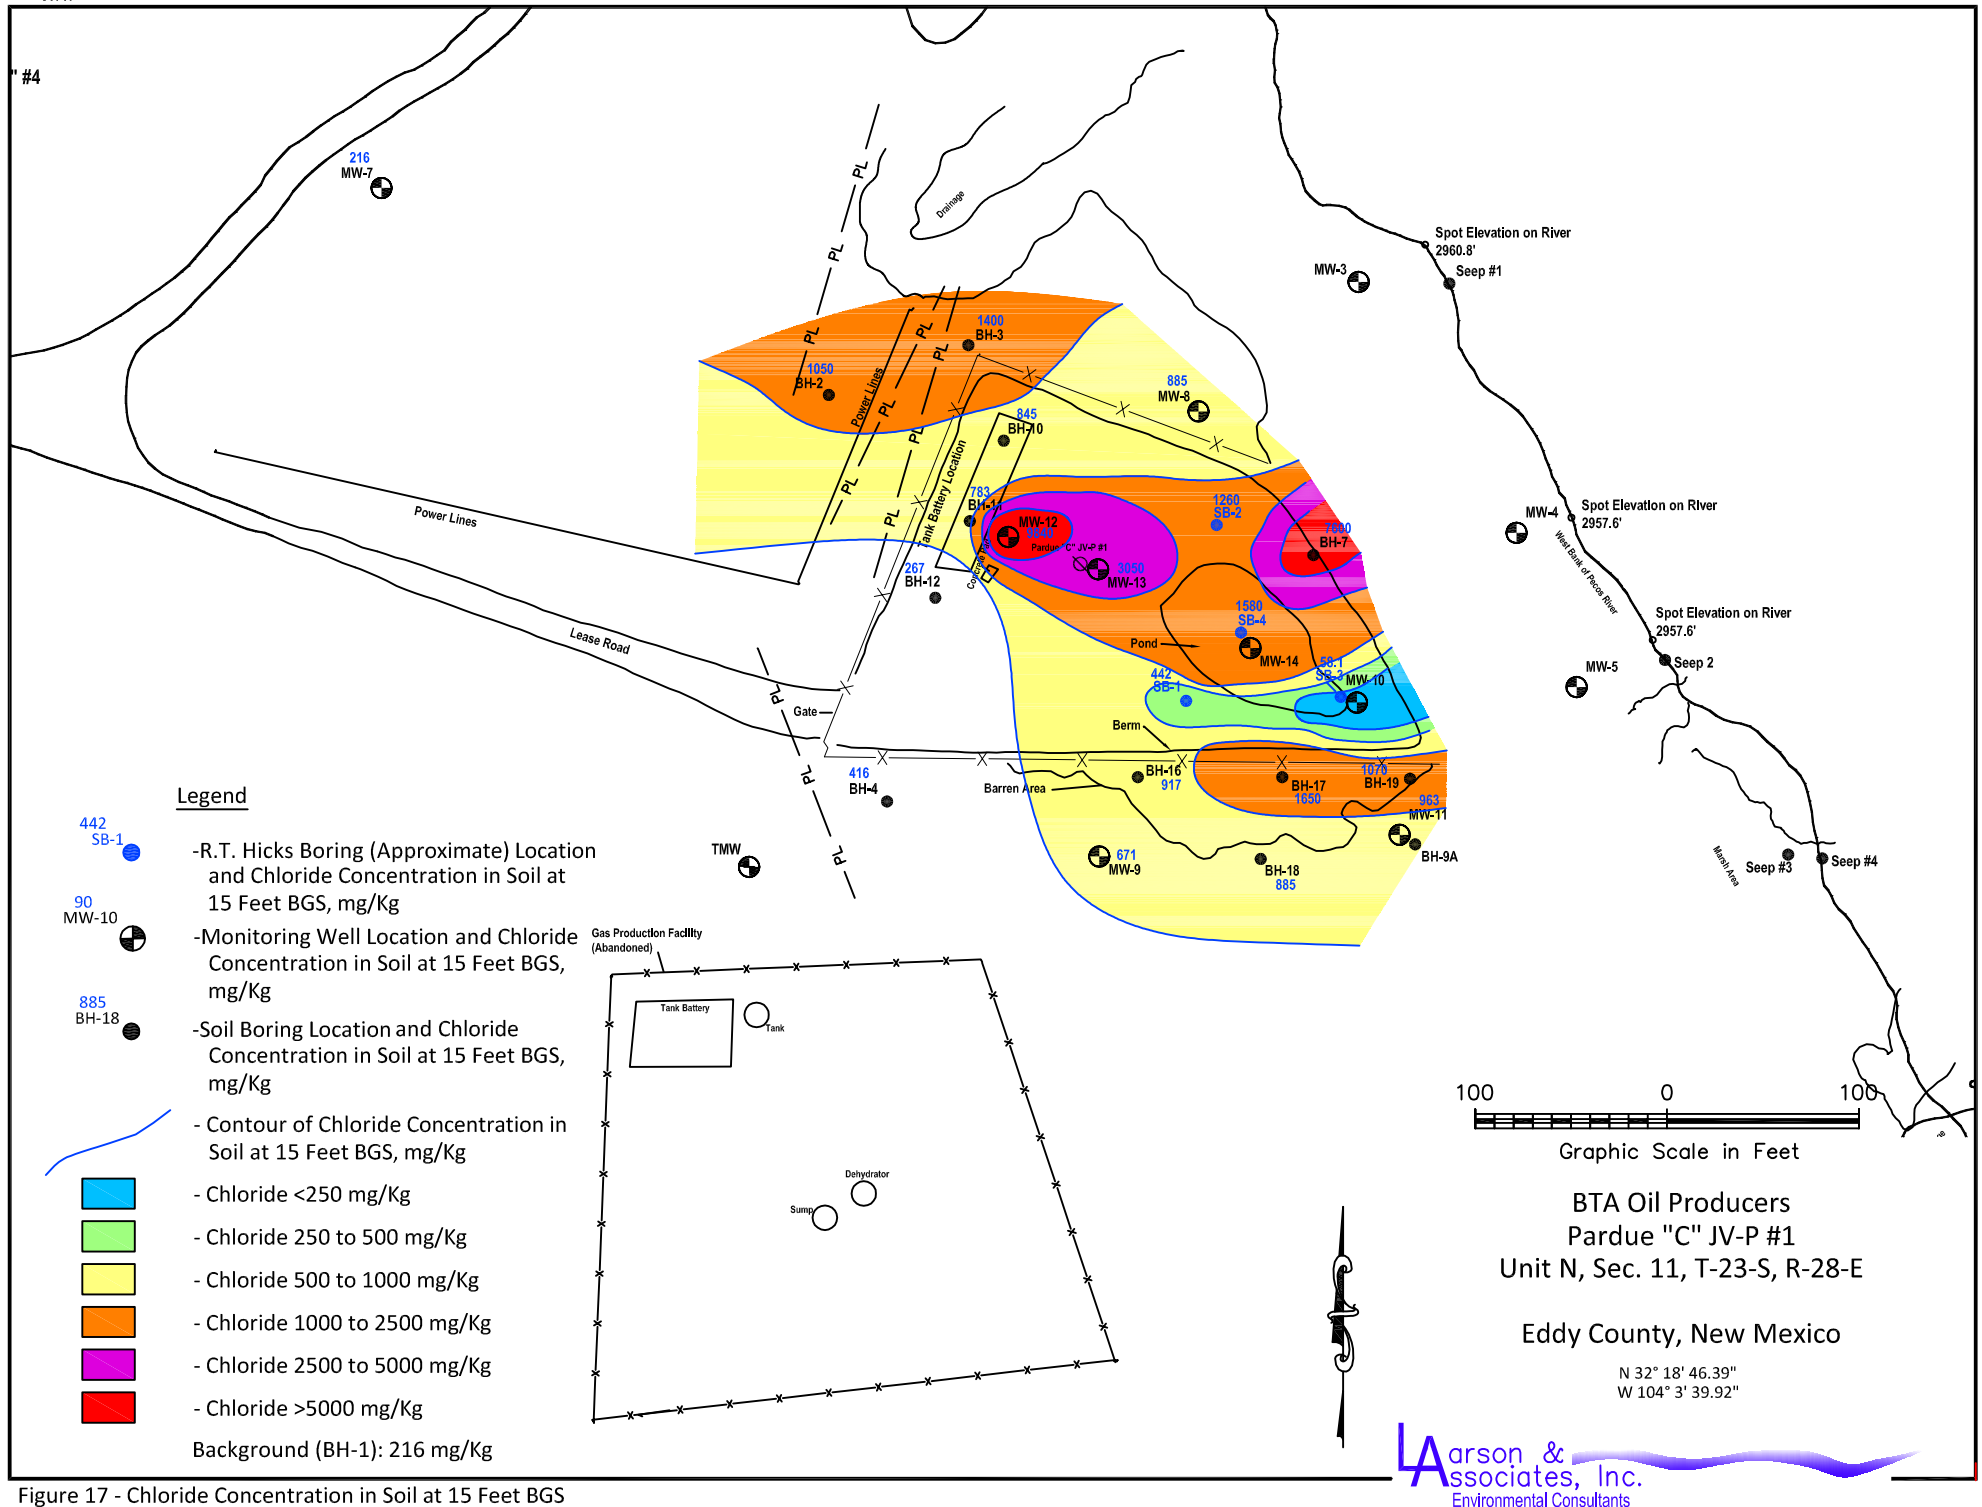 " #4
216
MW-7
Drainage
PL
PL
PL
PL
PL
PL
PL
PL
PL
PL
PL
PL
Spot Elevation on River
2960.8'
Seep #1
MW-3
1400
BH-3
1050
BH-2
Power Lines
885
MW-8
845
BH-10
Tank Battery Location
783
BH-11
MW-12
9840
Pardue "C" JV-P #1
3050
MW-13
1260
SB-2
7600
BH-7
MW-4
Spot Elevation on River
2957.6'
West Bank of Pecos River
Power Lines
267
BH-12
1580
SB-4
Pond
MW-14
Spot Elevation on River
2957.6'
Seep 2
MW-5
Lease Road
442
SB-1
58.1
SB-3
MW-10
Gate
Berm
416
BH-4
BH-16
917
BH-17
1650
1070
BH-19
Barren Area
963
MW-11
BH-9A
TMW
671
MW-9
BH-18
885
Marsh Area
Seep #3
Seep #4
Legend
442
SB-1
-R.T. Hicks Boring (Approximate) Location
and Chloride Concentration in Soil at
15 Feet BGS, mg/Kg
90
MW-10
-Monitoring Well Location and Chloride
Concentration in Soil at 15 Feet BGS,
mg/Kg
885
BH-18
-Soil Boring Location and Chloride
Concentration in Soil at 15 Feet BGS,
mg/Kg
- Contour of Chloride Concentration in
Soil at 15 Feet BGS, mg/Kg
- Chloride <250 mg/Kg
- Chloride 250 to 500 mg/Kg
- Chloride 500 to 1000 mg/Kg
- Chloride 1000 to 2500 mg/Kg
- Chloride 2500 to 5000 mg/Kg
- Chloride >5000 mg/Kg
Background (BH-1): 216 mg/Kg
Gas Production Facility
(Abandoned)
Tank Battery
Tank
Dehydrator
Sump
100 0 100
Graphic Scale in Feet
BTA Oil Producers
Pardue "C" JV-P #1
Unit N, Sec. 11, T-23-S, R-28-E
Eddy County, New Mexico
N 32° 18' 46.39"
W 104° 3' 39.92"
Larson &
Associates, Inc.
Environmental Consultants
Figure 17 - Chloride Concentration in Soil at 15 Feet BGS